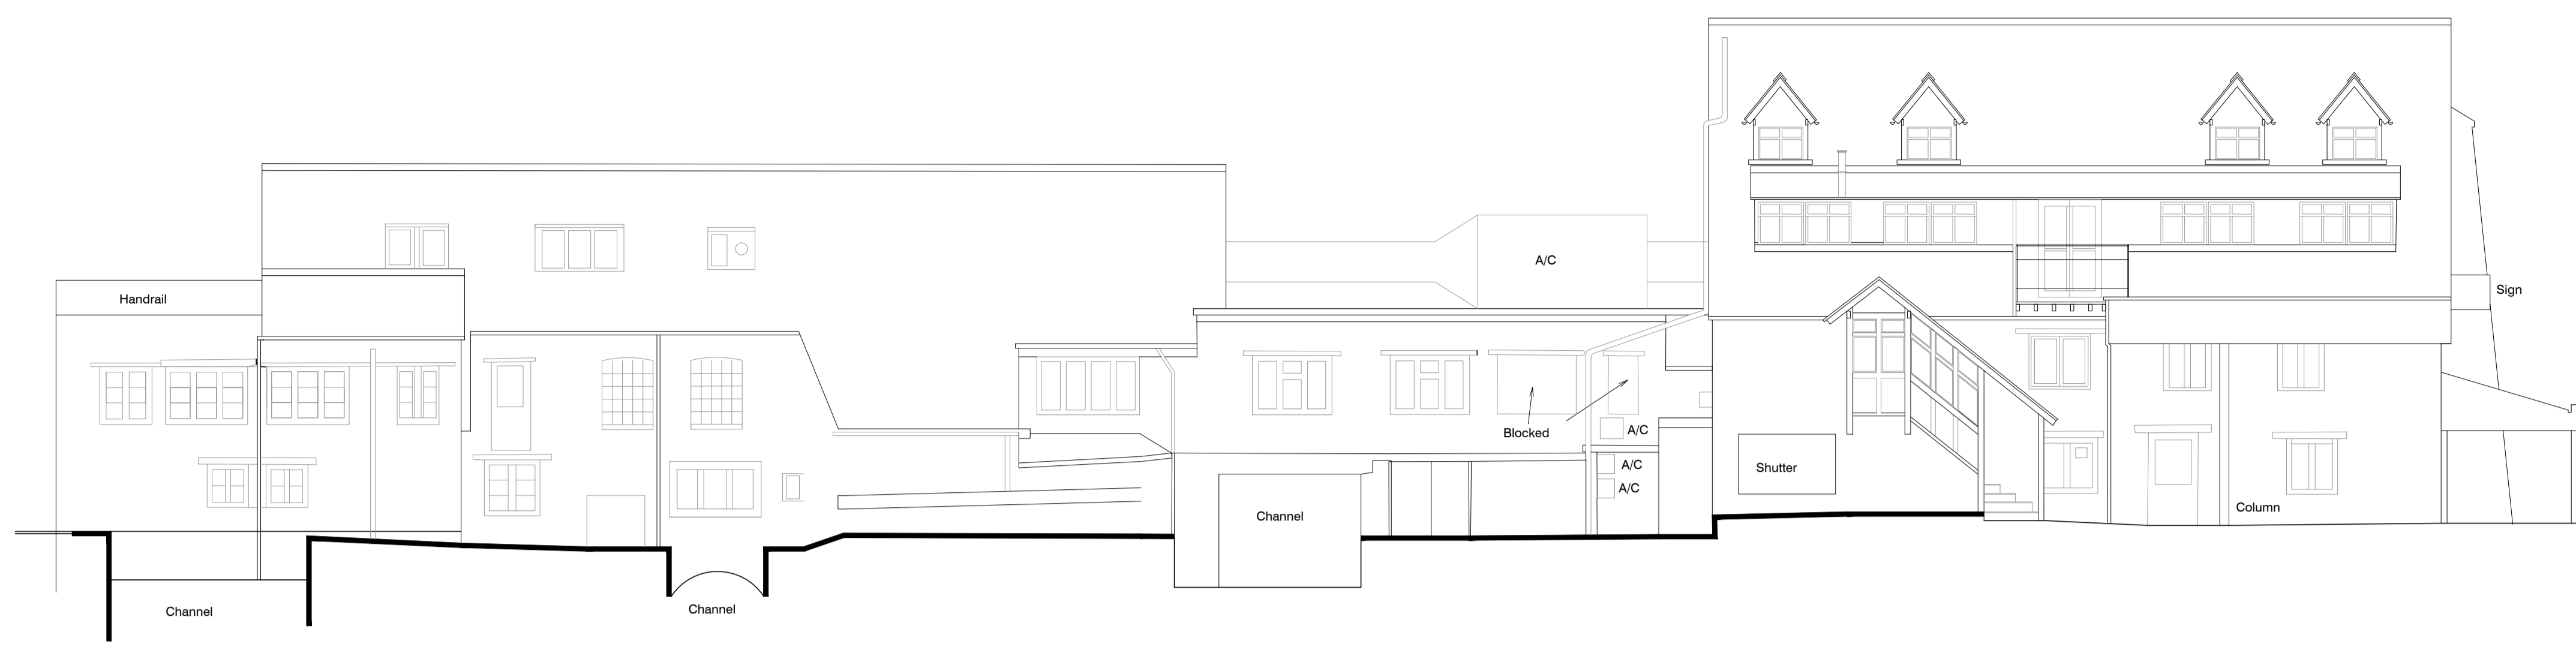 A/C
Handrail
Sign
Blocked
A/C
A/C
Shutter
A/C
Column
Channel
Channel
Channel